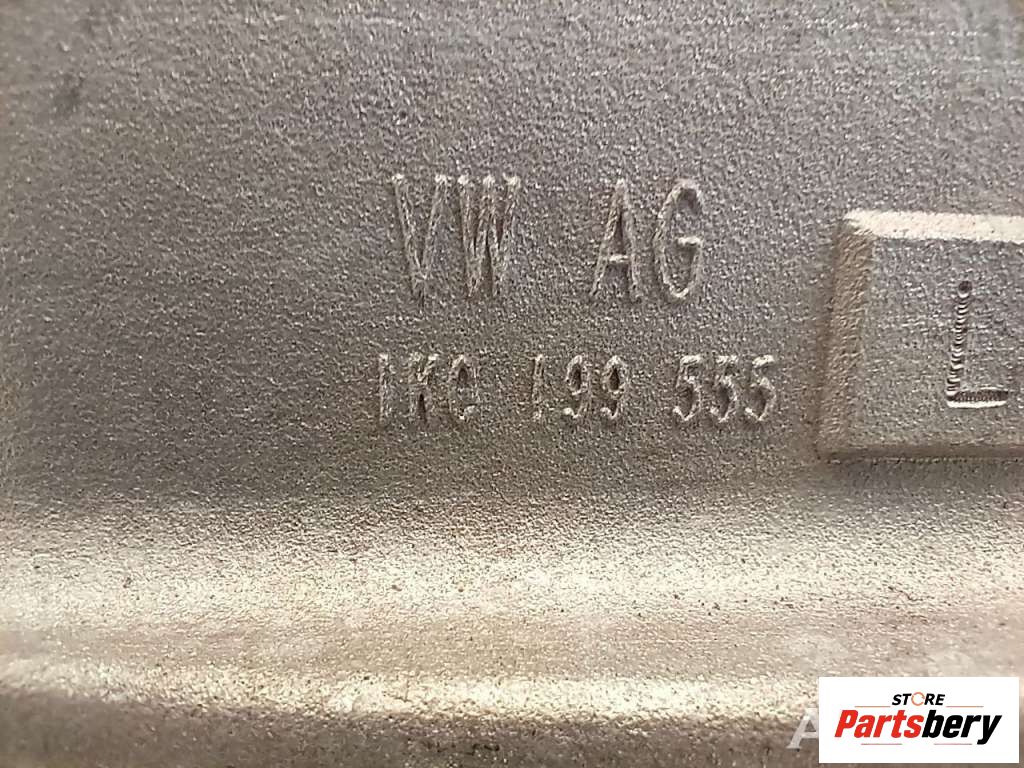 VW AG
1K0 199 555
L
STORE
Partsbery
A